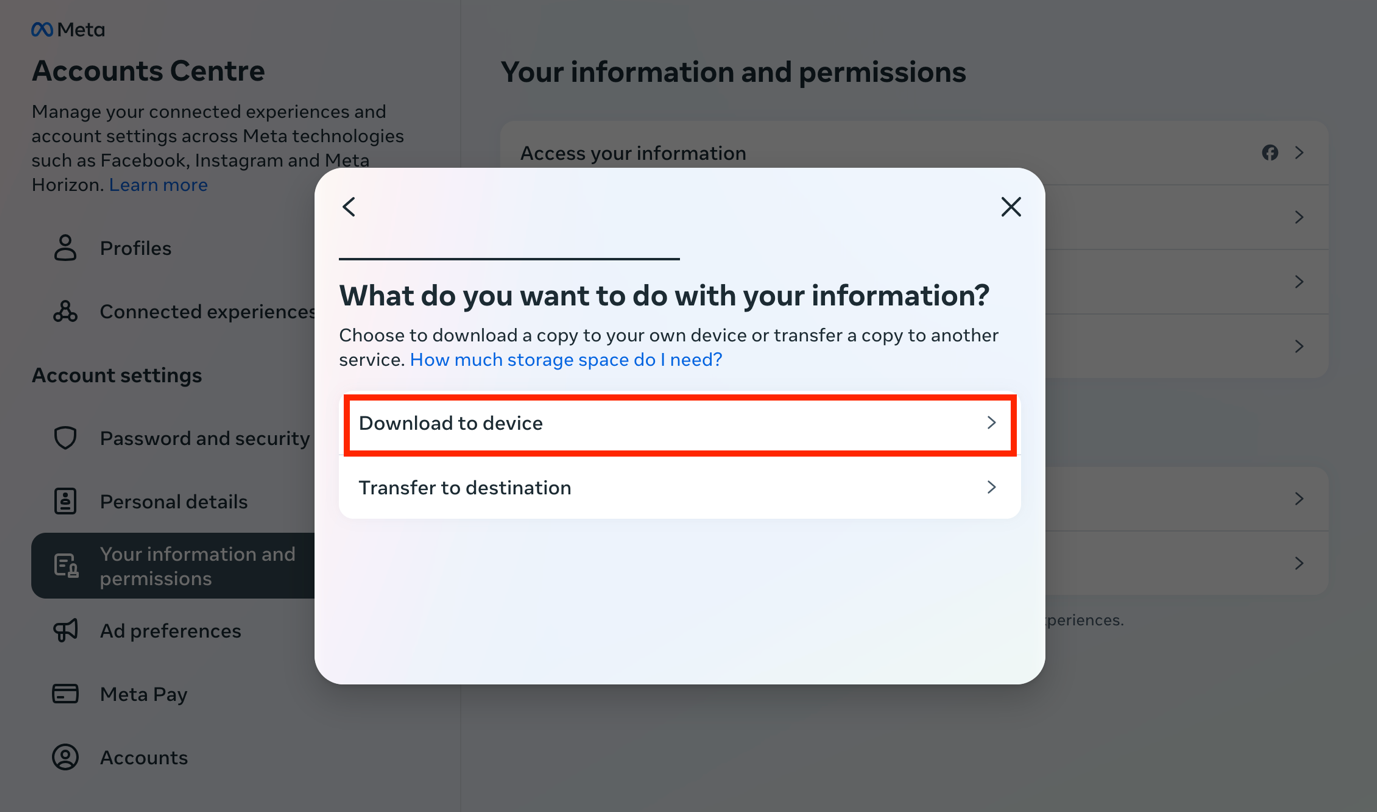 Meta
Accounts Centre
Manage your connected experiences and
account settings across Meta technologies
such as Facebook, Instagram and Meta
Horizon. Learn more
Profiles
Connected experiences
Account settings
Password and security
Personal details
Your information and
permissions
Ad preferences
Meta Pay
Accounts
Your information and permissions
Access your information
What do you want to do with your information?
Choose to download a copy to your own device or transfer a copy to another
service. How much storage space do I need?
Download to device
Transfer to destination
periences.